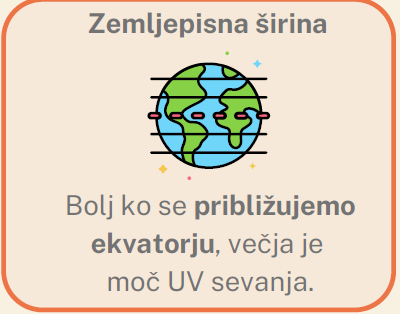 Zemljepisna širina
Bolj ko se približujemo
ekvatorju, večja je
moč UV sevanja.